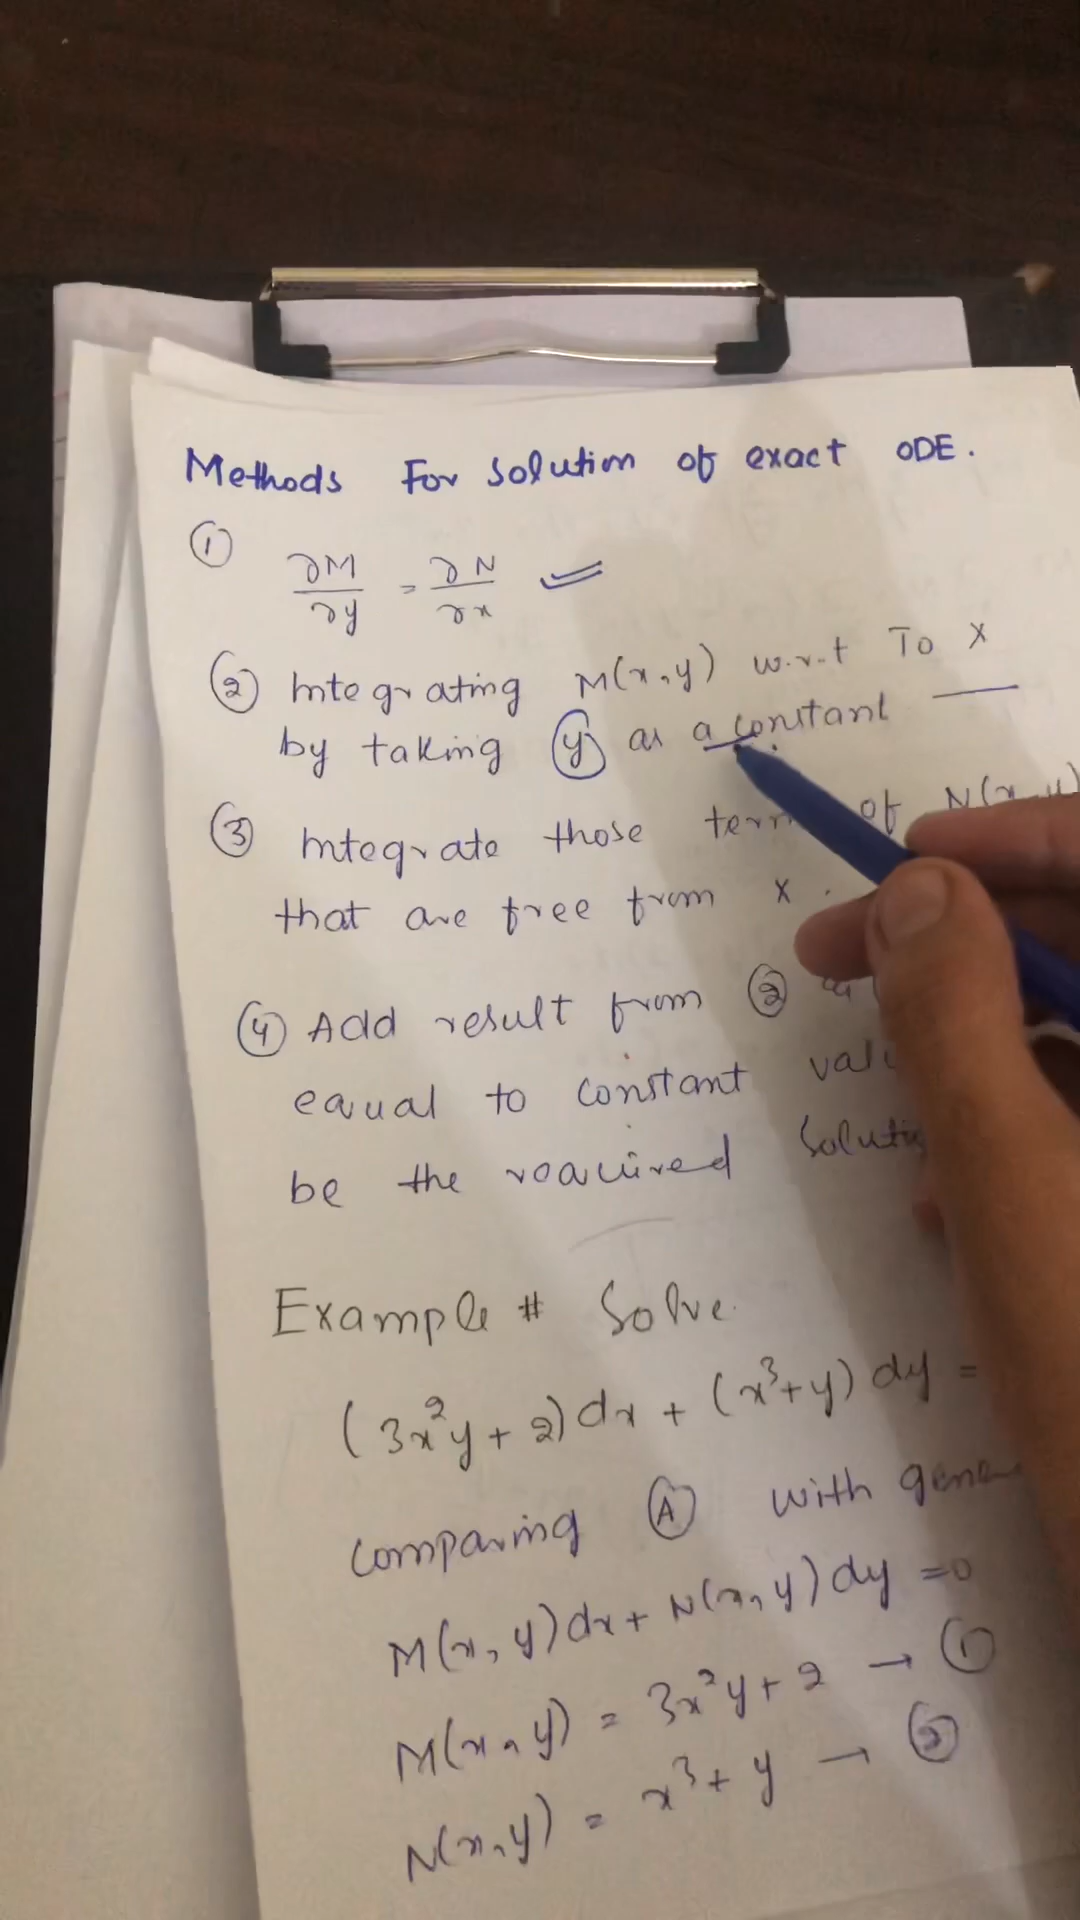 Methods For solution of exact ODE.
① ∂M/∂y = ∂N/∂x
② Integrating M(x,y) w.r.t To x
by taking y as a constant
③ Integrate those of
that are free from x.
④ Add result from ②
equal to constant
be the required
Example # Solve.
(3x²y + 2)dx + (x³+y) dy =
comparing Ⓐ with
M(x, y)dx + N(x, y) dy =0
M(x, y) = 3x²y + 2 → ①
N(x,y) = x³ + y → ②